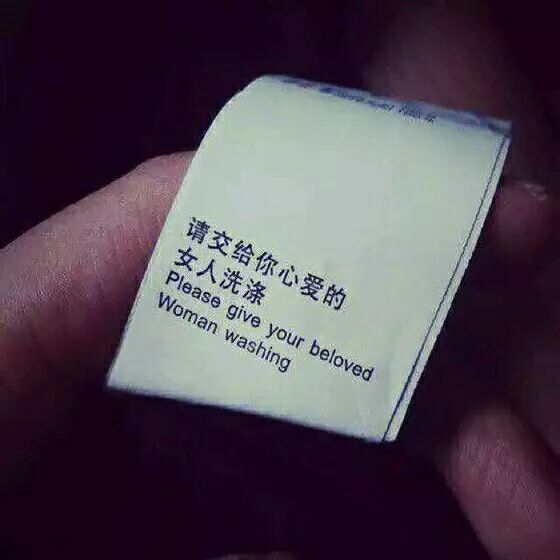 请交给你心爱的
女人洗涤
Please give your beloved
Woman washing